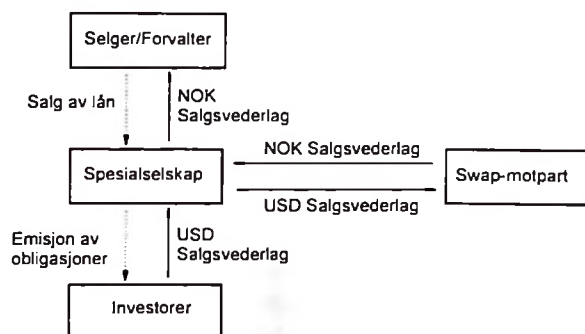 Selger/Forvalter
Salg av lån
NOK
Salgsvederlag
NOK Salgsvederlag
Spesialselskap
Swap-motpart
USD Salgsvederlag
Emisjon av
obligasjoner
USD
Salgsvederlag
Investorer